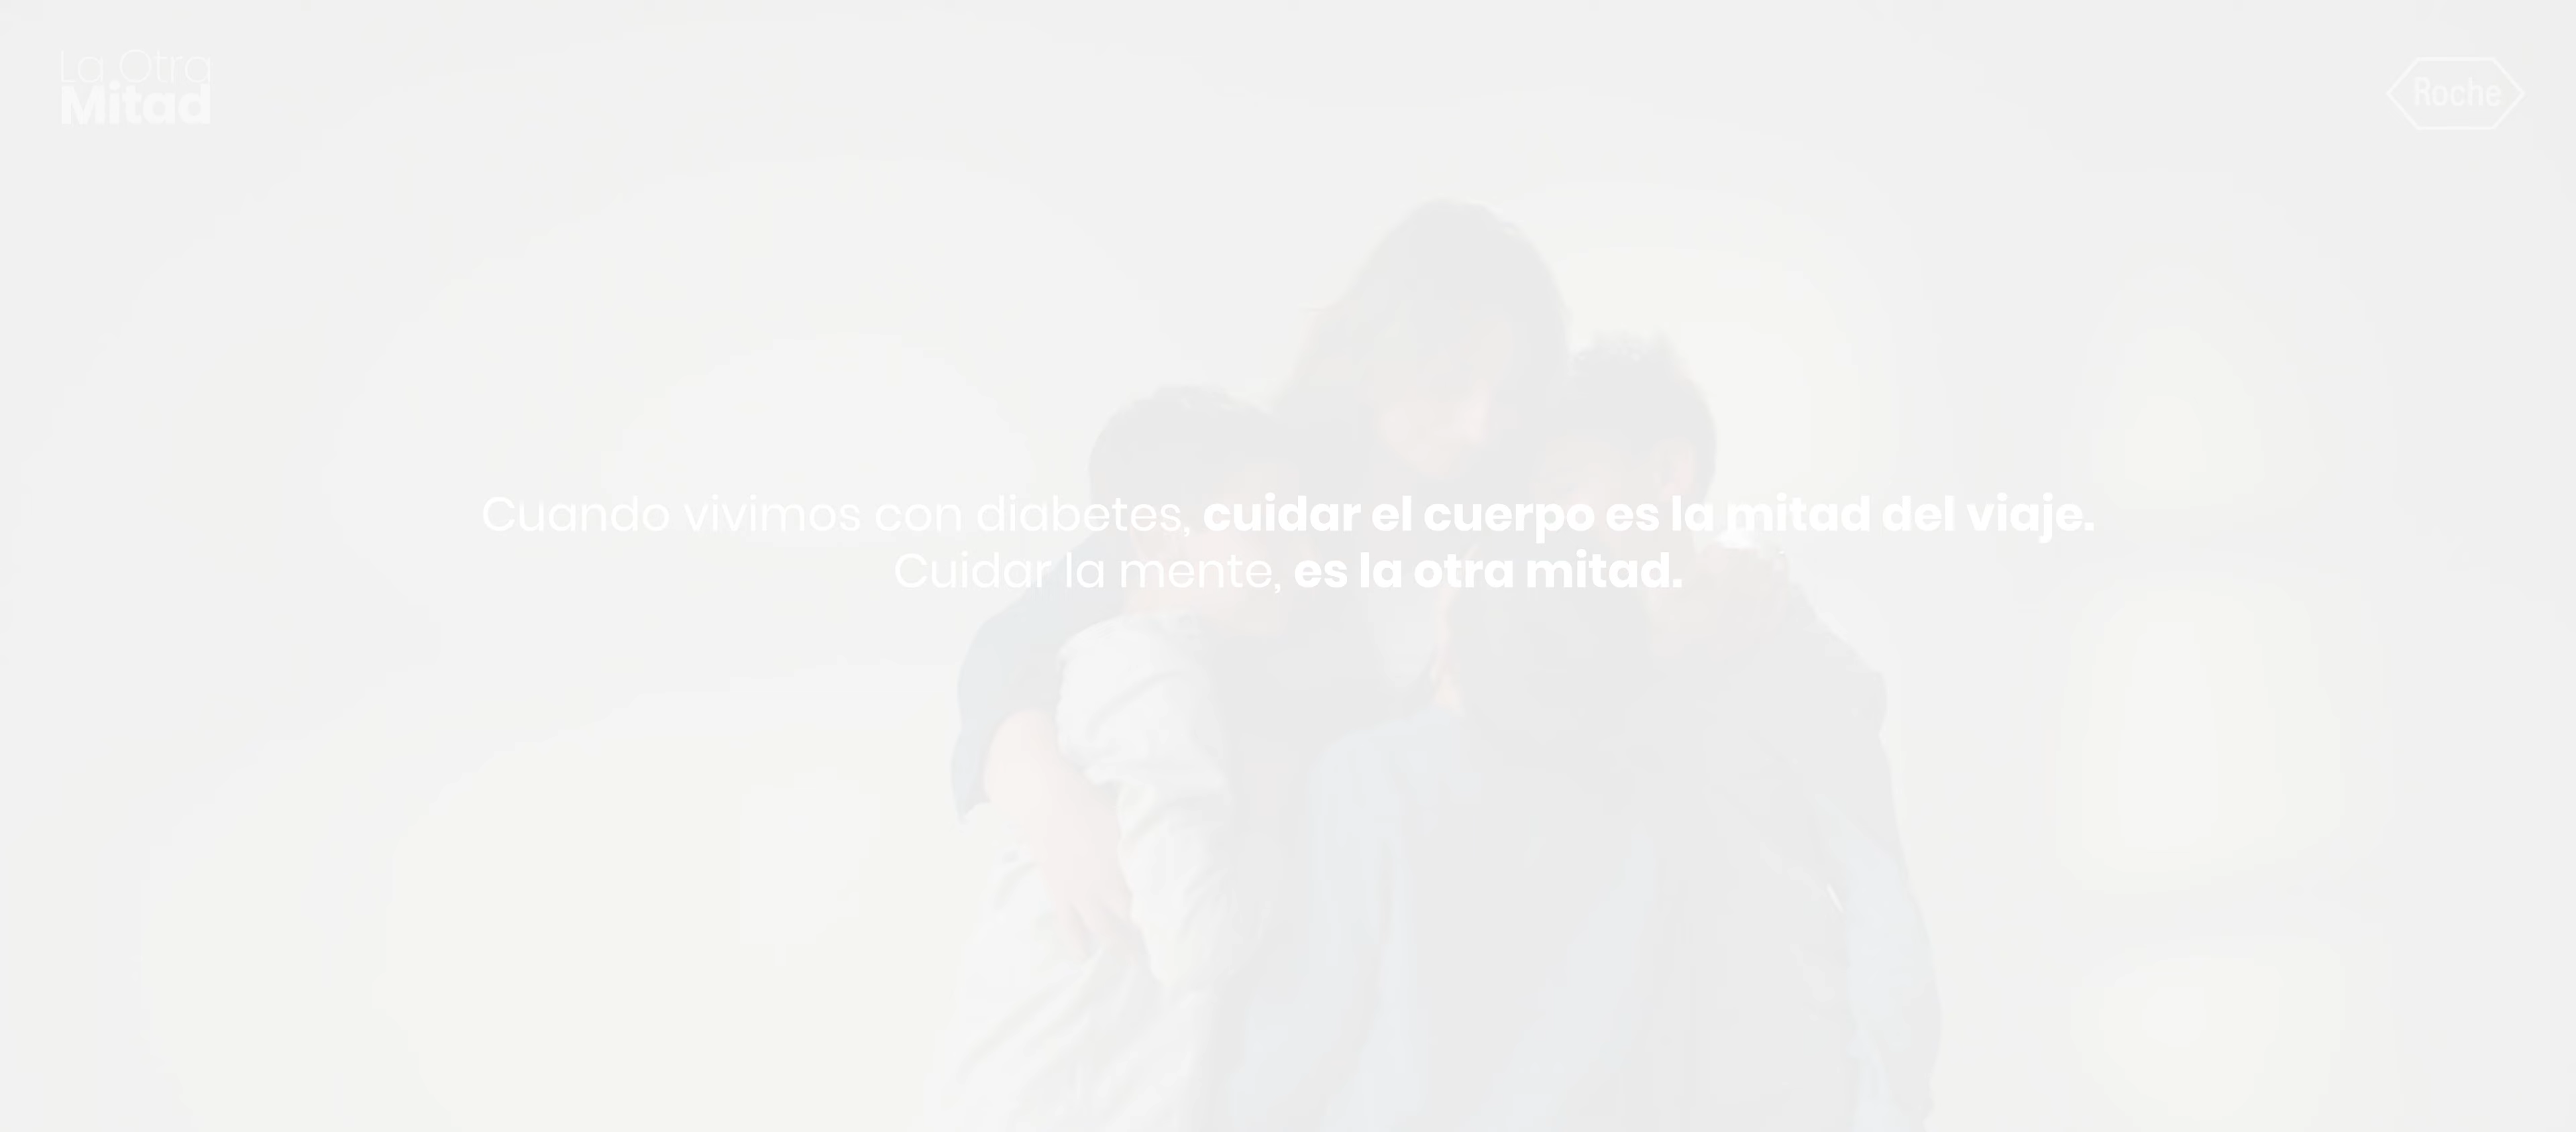 La Otra
Mitad
Roche
Cuando vivimos con diabetes, cuidar el cuerpo es la mitad del viaje.
Cuidar la mente, es la otra mitad.